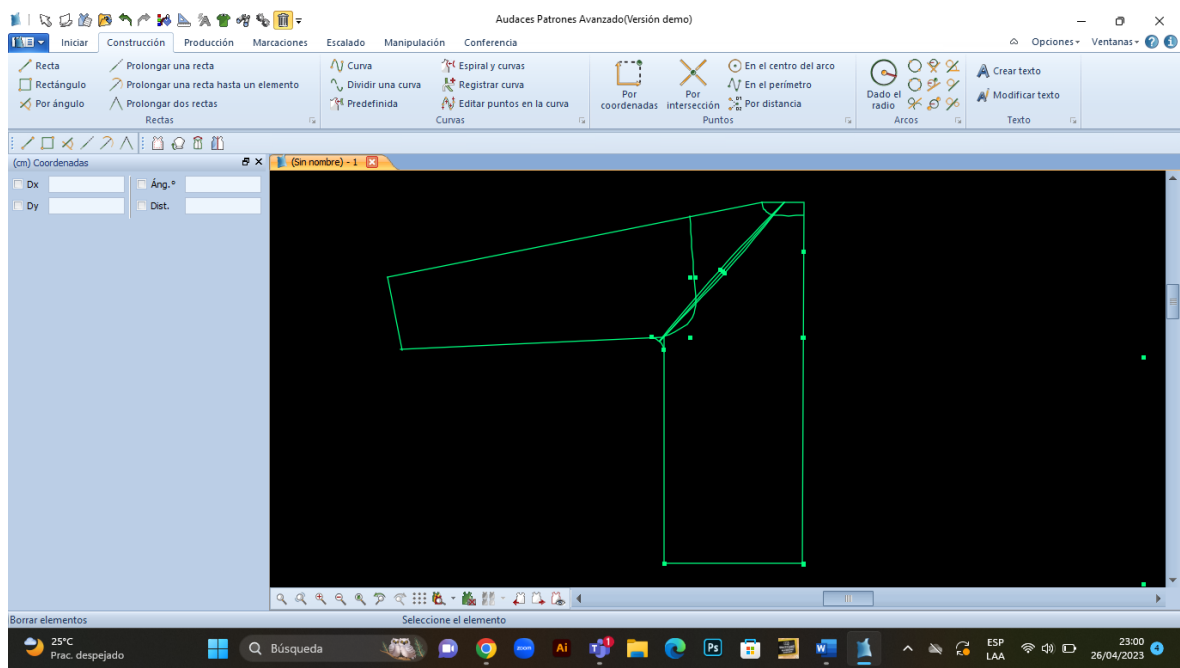 Audaces Patrones Avanzado(Versión demo)
Iniciar Construcción Producción Marcaciones Escalado Manipulación Conferencia Opciones Ventanas
Recta Prolongar una recta Curva Espiral y curvas En el centro del arco Crear texto
Rectángulo Prolongar una recta hasta un elemento Dividir una curva Registrar curva En el perímetro Modificar texto
Por ángulo Prolongar dos rectas Predefinida Editar puntos en la curva Por coordenadas Por intersección Por distancia Dado el radio
Rectas Curvas Puntos Arcos Texto
(cm) Coordenadas (Sin nombre) - 1
Dx Áng.°
Dy Dist.
Borrar elementos Seleccione el elemento
25°C
Prac. despejado
Búsqueda
zoom Ai 1 Ps W
ESP
LAA
23:00
26/04/2023 4